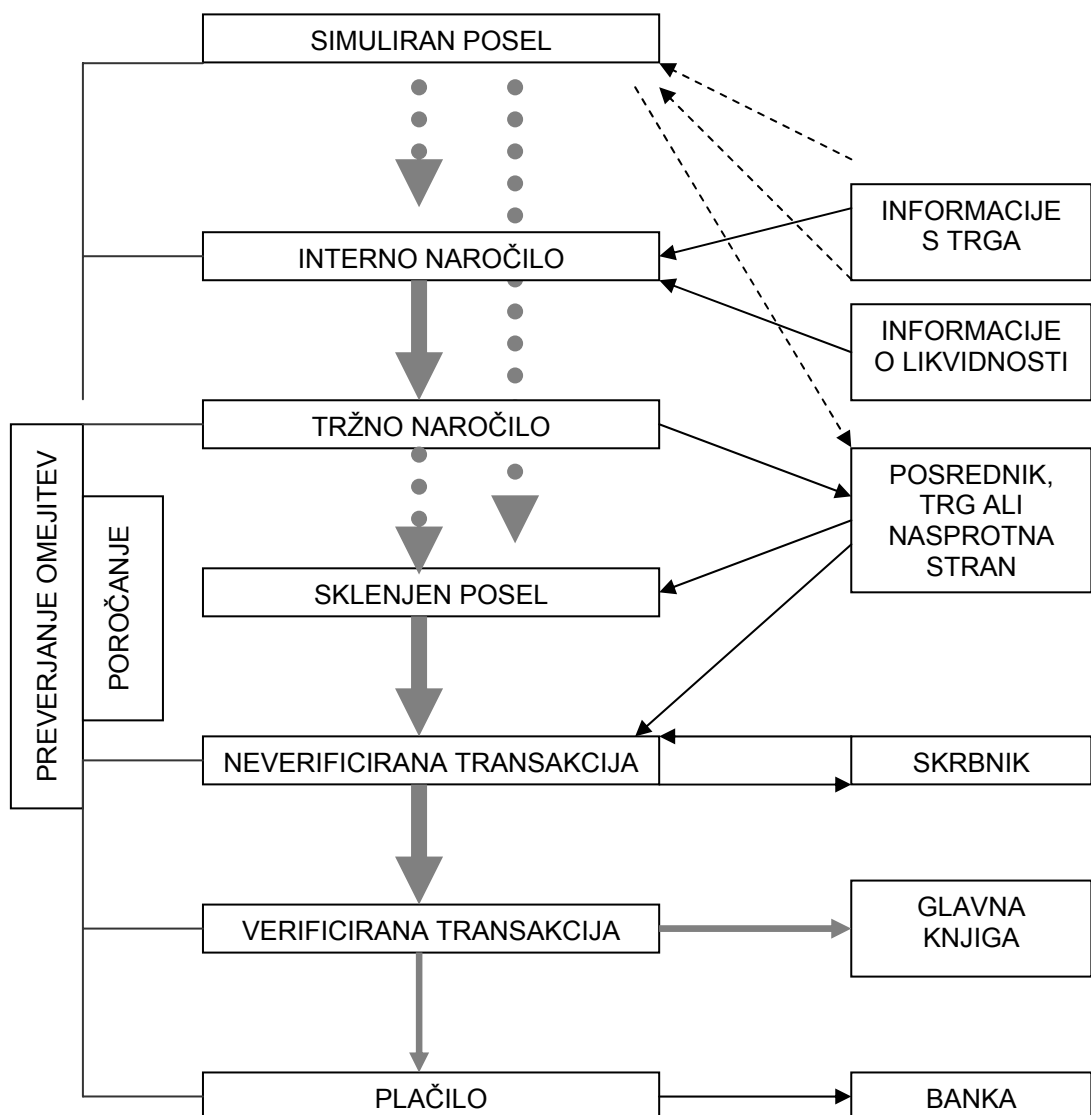 SIMULIRAN POSEL
INFORMACIJE
S TRGA
INTERNO NAROČILO
INFORMACIJE
O LIKVIDNOSTI
TRŽNO NAROČILO
PREVERJANJE OMEJITEV
POROČANJE
POSREDNIK,
TRG ALI
NASPROTNA
STRAN
SKLENJEN POSEL
NEVERIFICIRANA TRANSAKCIJA
SKRBNIK
VERIFICIRANA TRANSAKCIJA
GLAVNA
KNJIGA
PLAČILO
BANKA